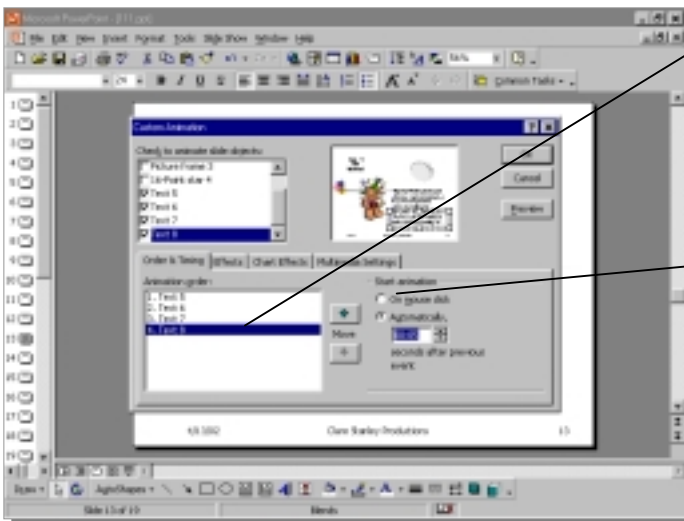 Microsoft PowerPoint - [111.ppt]
File Edit View Insert Format Tools Slide Show Window Help
Common Tasks
Custom Animation
Check to animate slide objects:
Picture frame 3
16-Point star 4
Text 5
Text 6
Text 7
Text 8
OK
Cancel
Preview
Order & Timing Effects Chart Effects Multimedia Settings
Animation order:
1. Text 5
2. Text 6
3. Text 7
4. Text 8
Move
Start animation
On mouse click
Automatically,
seconds after previous
event
Clare Stanley Productions 13
Draw AutoShapes
Slide 13 of 19 Blends